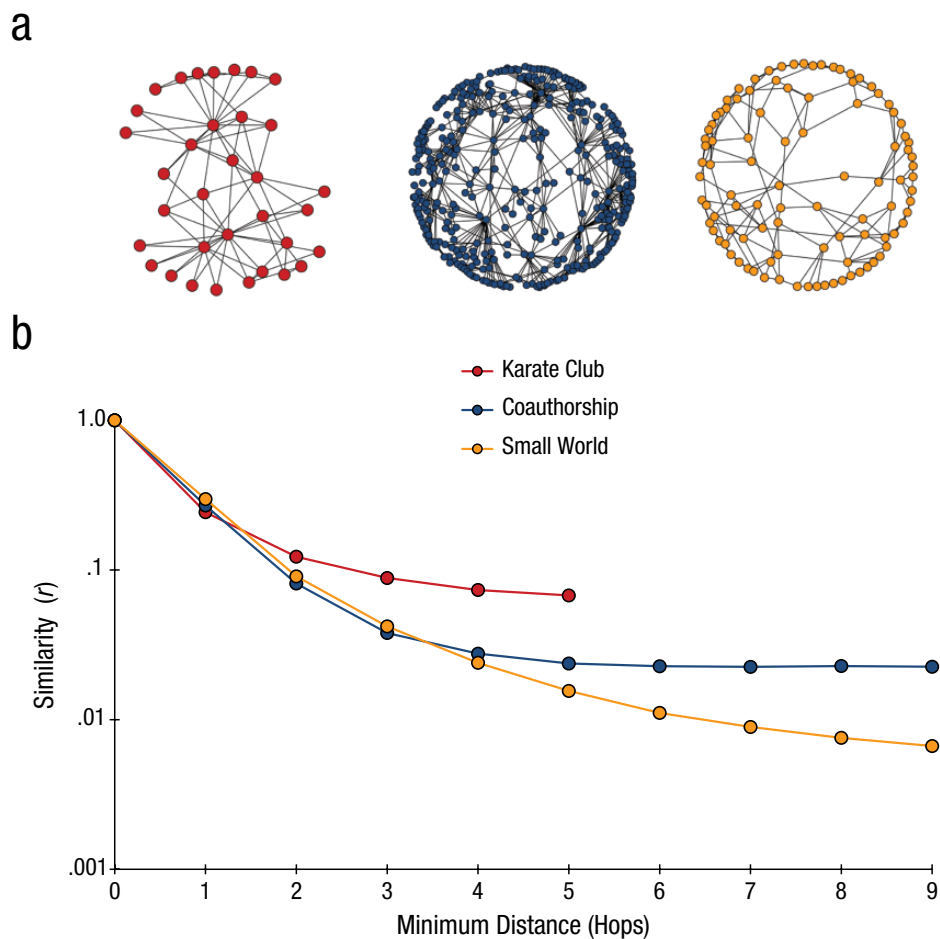 a
b
Karate Club
Coauthorship
Small World
1.0
.1
.01
.001
Similarity (r)
0 1 2 3 4 5 6 7 8 9
Minimum Distance (Hops)